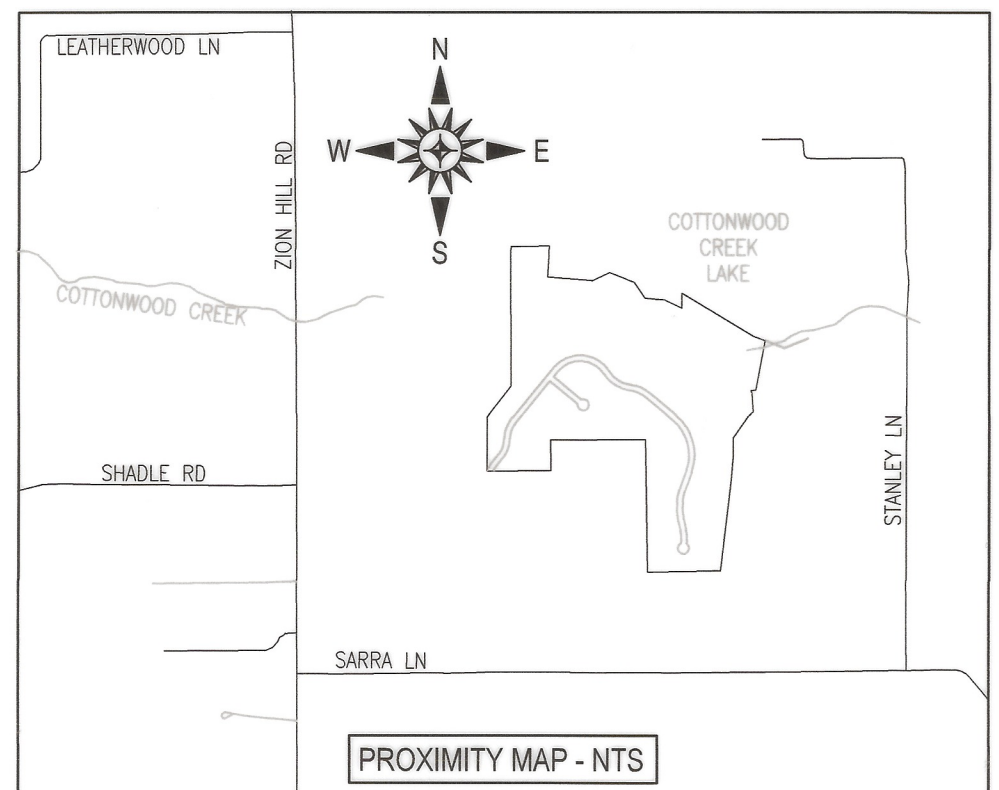 LEATHERWOOD LN
N
W
E
S
ZION HILL RD
COTTONWOOD
CREEK
LAKE
COTTONWOOD CREEK
STANLEY LN
SHADLE RD
SARRA LN
PROXIMITY MAP - NTS